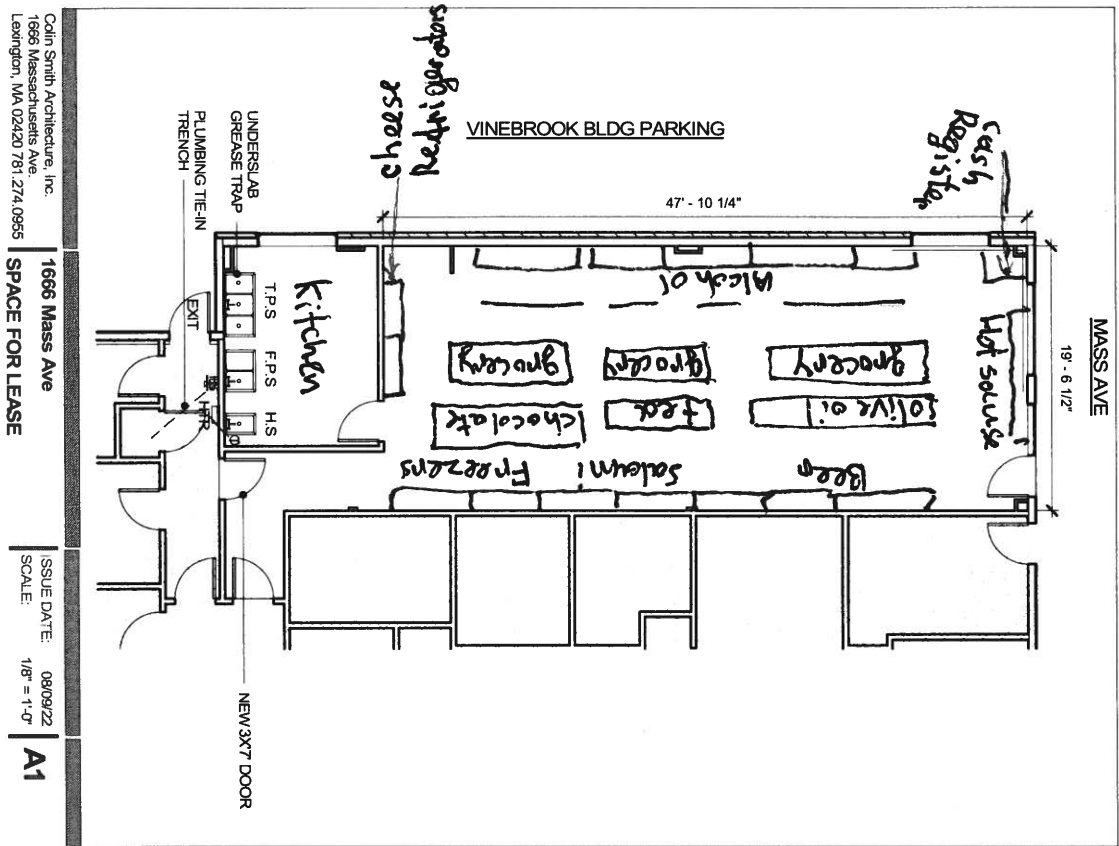 VINEBROOK BLDG PARKING
cheese
Refrigerators
cash
Register
47' - 10 1/4"
MASS AVE
19' - 6 1/2"
UNDERSLAB
GREASE TRAP
PLUMBING TIE-IN
TRENCH
EXIT
T.P.S
F.P.S
H.S
Kitchen
Alcohol
grocery
grocery
grocery
Hot sourse
chocolate
tea
olive oi
Freezers
Salami
Beer
NEW 3X7' DOOR
Colin Smith Architecture, Inc.
1666 Massachusetts Ave.
Lexington, MA 02420 781.274.0955
1666 Mass Ave
SPACE FOR LEASE
ISSUE DATE: 08/09/22
SCALE: 1/8" = 1'-0"
A1